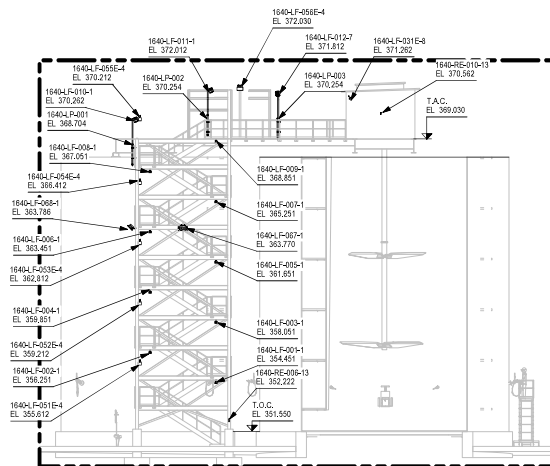 1640-LF-056E-4
EL 372.030
1640-LF-011-1
EL 372.012
1640-LF-012-7
EL 371.812
1640-LF-055E-4
EL 370.212
1640-LP-002
EL 370.254
1640-LP-003
EL 370.254
1640-LF-031E-8
EL 371.262
1640-RE-010-13
EL 370.562
1640-LF-010-1
EL 370.262
1640-LP-001
EL 368.704
T.A.C.
EL 369.030
1640-LF-008-1
EL 367.051
1640-LF-009-1
EL 368.851
1640-LF-054E-4
EL 366.412
1640-LF-068-1
EL 363.786
1640-LF-007-1
EL 365.251
1640-LF-006-1
EL 363.451
1640-LF-067-1
EL 363.770
1640-LF-053E-4
EL 362.812
1640-LF-005-1
EL 361.651
1640-LF-004-1
EL 359.851
1640-LF-052E-4
EL 359.212
1640-LF-003-1
EL 358.051
1640-LF-002-1
EL 356.251
1640-LF-001-1
EL 354.451
1640-LF-051E-4
EL 355.612
1640-RE-006-13
EL 352.222
T.O.C.
EL 351.550